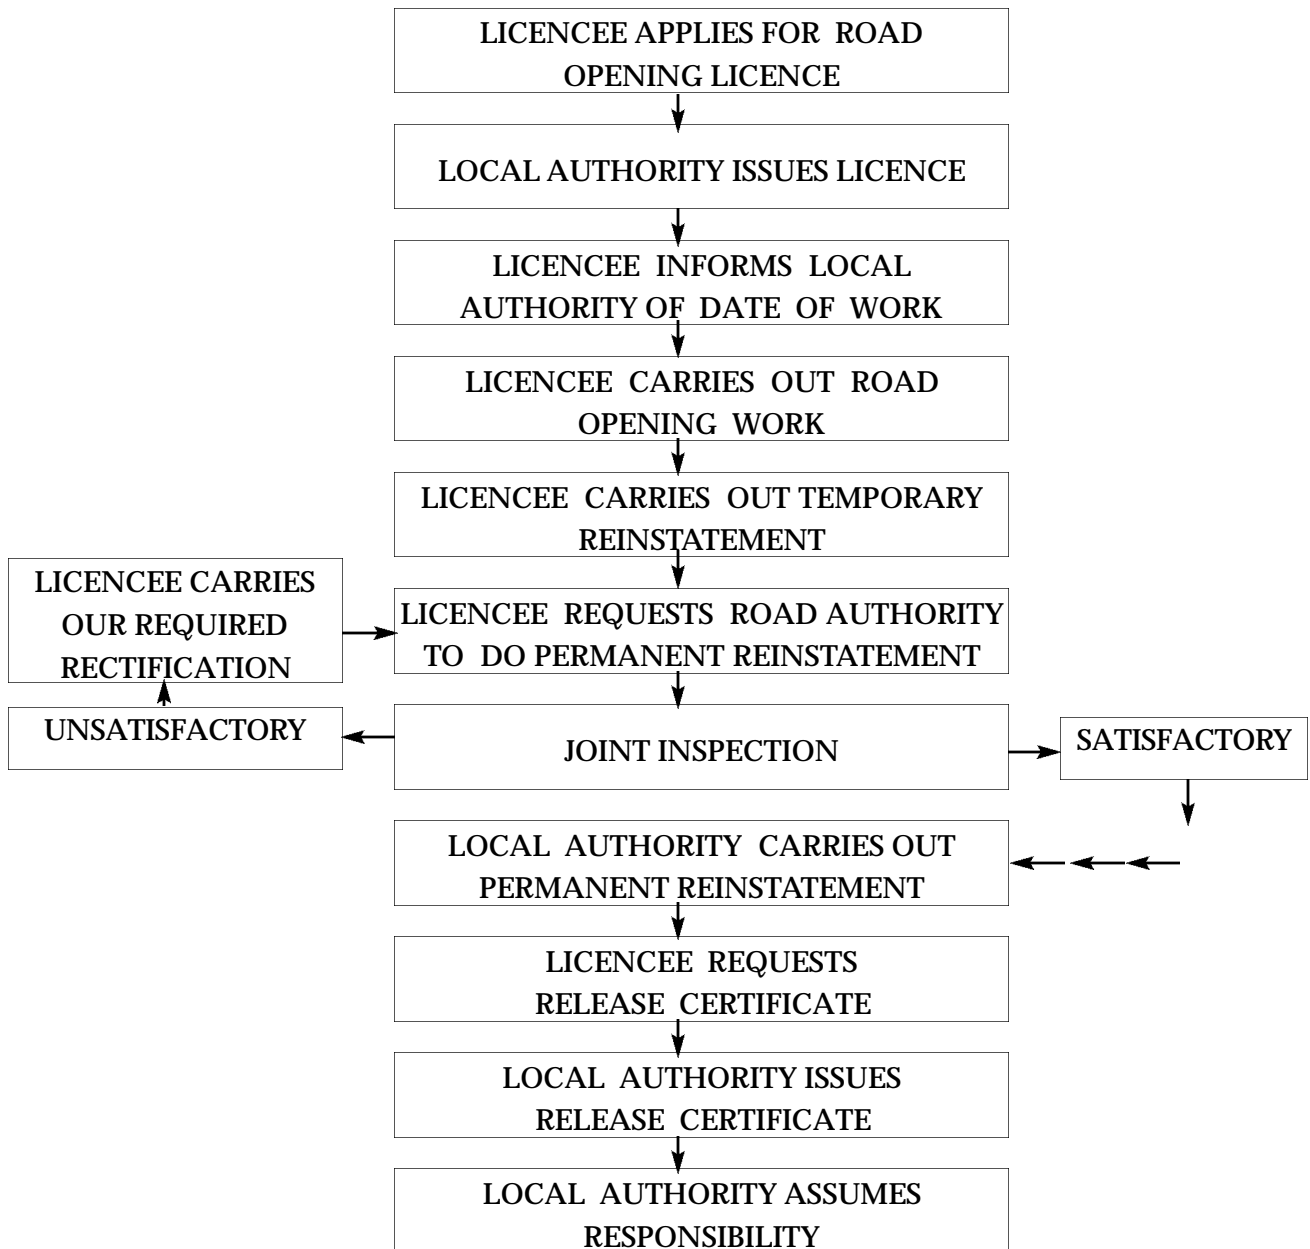 LICENCEE APPLIES FOR ROAD
OPENING LICENCE
LOCAL AUTHORITY ISSUES LICENCE
LICENCEE INFORMS LOCAL
AUTHORITY OF DATE OF WORK
LICENCEE CARRIES OUT ROAD
OPENING WORK
LICENCEE CARRIES OUT TEMPORARY
REINSTATEMENT
LICENCEE CARRIES
OUR REQUIRED
RECTIFICATION
LICENCEE REQUESTS ROAD AUTHORITY
TO DO PERMANENT REINSTATEMENT
UNSATISFACTORY
JOINT INSPECTION
SATISFACTORY
LOCAL AUTHORITY CARRIES OUT
PERMANENT REINSTATEMENT
LICENCEE REQUESTS
RELEASE CERTIFICATE
LOCAL AUTHORITY ISSUES
RELEASE CERTIFICATE
LOCAL AUTHORITY ASSUMES
RESPONSIBILITY